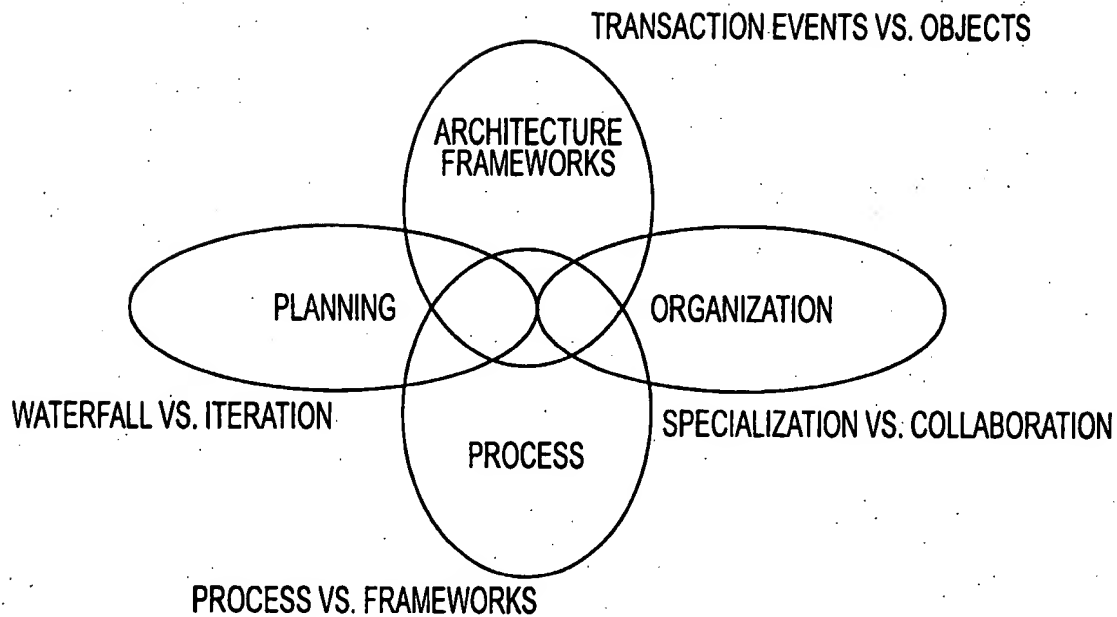 TRANSACTION EVENTS VS. OBJECTS
ARCHITECTURE
FRAMEWORKS
PLANNING
ORGANIZATION
WATERFALL VS. ITERATION
SPECIALIZATION VS. COLLABORATION
PROCESS
PROCESS VS. FRAMEWORKS